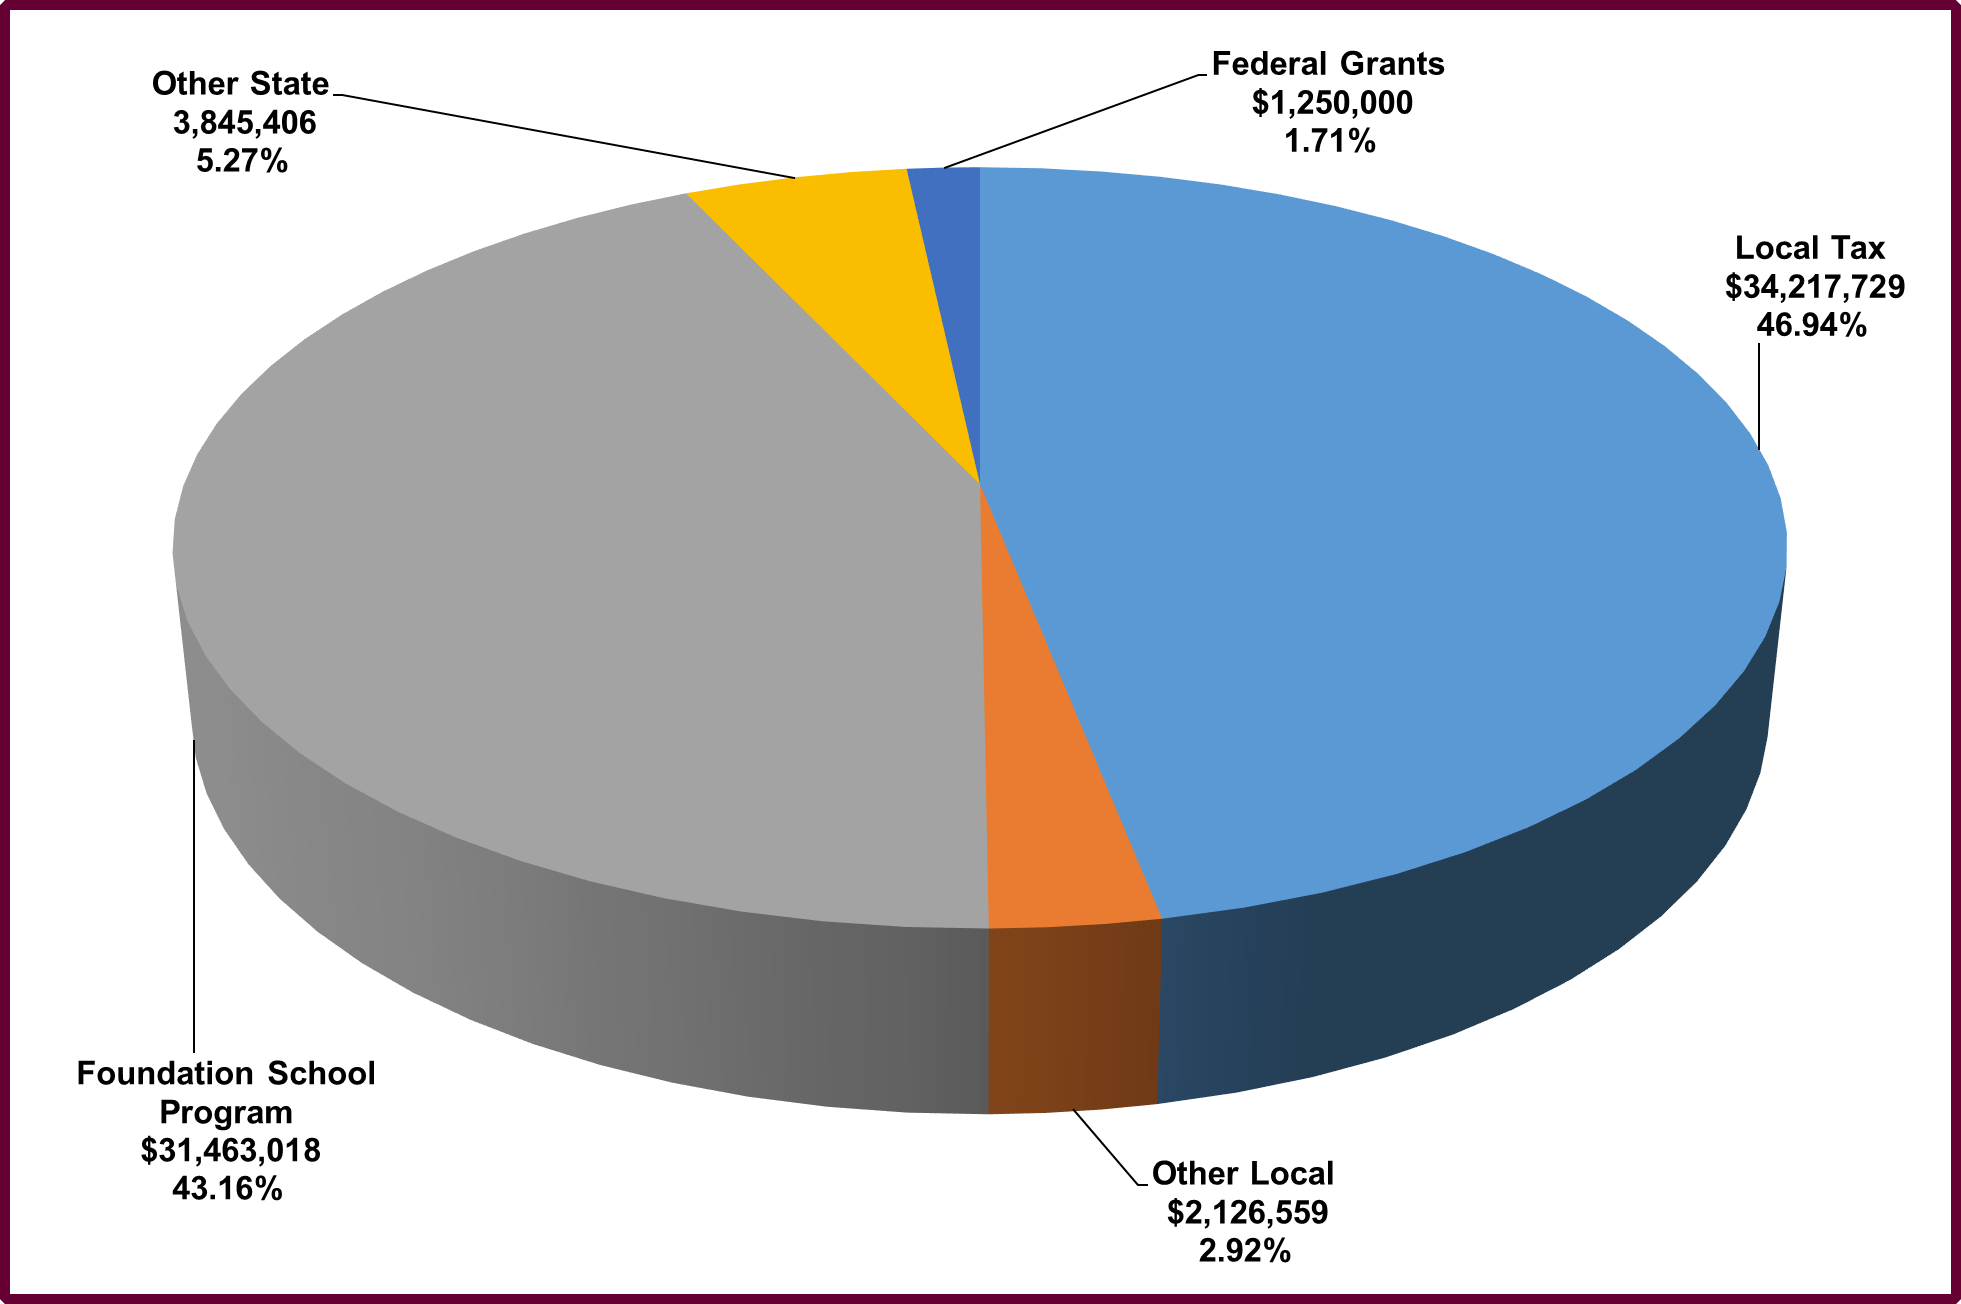 Other State
3,845,406
5.27%
Federal Grants
$1,250,000
1.71%
Local Tax
$34,217,729
46.94%
Foundation School
Program
$31,463,018
43.16%
Other Local
$2,126,559
2.92%